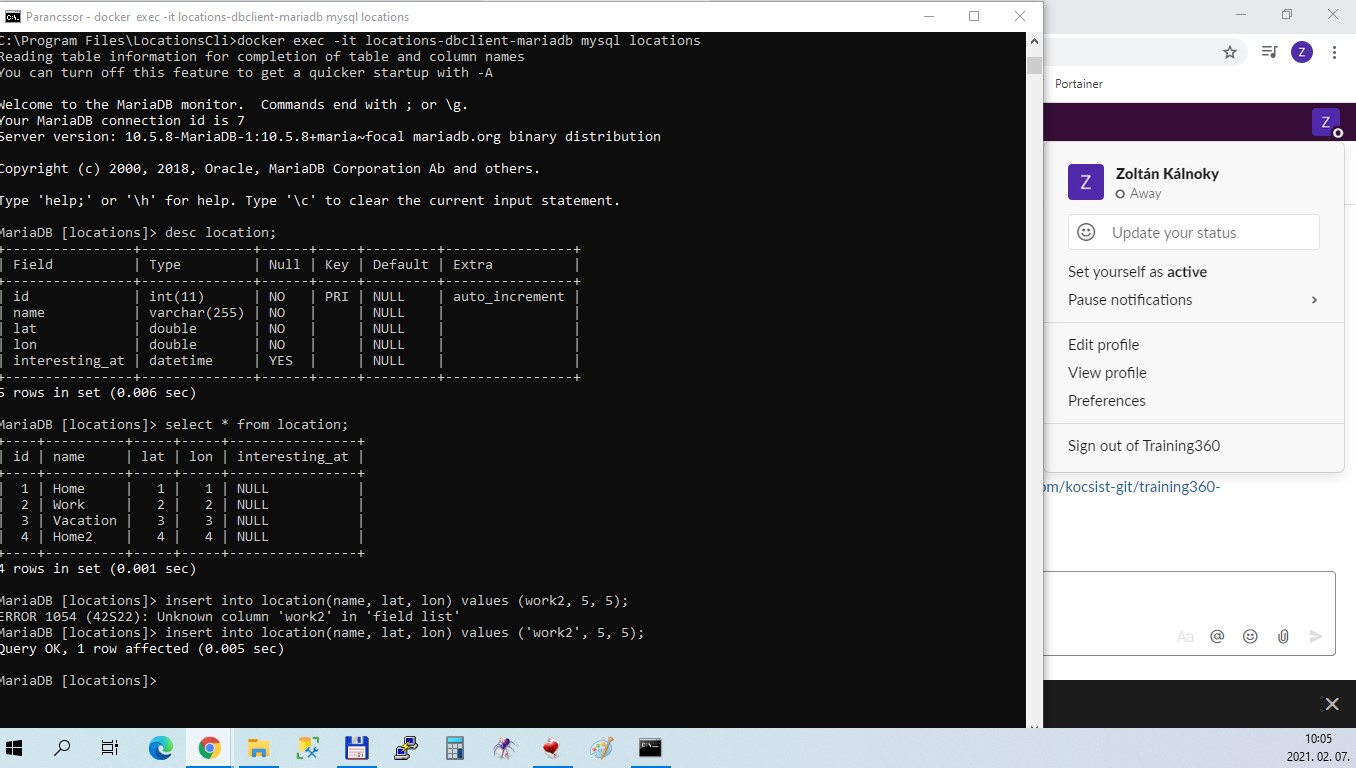 Parancssor - docker exec -it locations-dbclient-mariadb mysql locations
C:\Program Files\LocationsCli>docker exec -it locations-dbclient-mariadb mysql locations
Reading table information for completion of table and column names
You can turn off this feature to get a quicker startup with -A
Welcome to the MariaDB monitor.  Commands end with ; or \g.
Your MariaDB connection id is 7
Server version: 10.5.8-MariaDB-1:10.5.8+maria~focal mariadb.org binary distribution
Copyright (c) 2000, 2018, Oracle, MariaDB Corporation Ab and others.
Type 'help;' or '\h' for help. Type '\c' to clear the current input statement.
MariaDB [locations]> desc location;
+----------------+--------------+------+-----+---------+----------------+
| Field          | Type         | Null | Key | Default | Extra          |
+----------------+--------------+------+-----+---------+----------------+
| id             | int(11)      | NO   | PRI | NULL    | auto_increment |
| name           | varchar(255) | NO   |     | NULL    |                |
| lat            | double       | NO   |     | NULL    |                |
| lon            | double       | NO   |     | NULL    |                |
| interesting_at | datetime     | YES  |     | NULL    |                |
+----------------+--------------+------+-----+---------+----------------+
5 rows in set (0.006 sec)
MariaDB [locations]> select * from location;
+----+----------+-----+-----+----------------+
| id | name     | lat | lon | interesting_at |
+----+----------+-----+-----+----------------+
|  1 | Home     |   1 |   1 | NULL           |
|  2 | Work     |   2 |   2 | NULL           |
|  3 | Vacation |   3 |   3 | NULL           |
|  4 | Home2    |   4 |   4 | NULL           |
+----+----------+-----+-----+----------------+
4 rows in set (0.001 sec)
MariaDB [locations]> insert into location(name, lat, lon) values (work2, 5, 5);
ERROR 1054 (42S22): Unknown column 'work2' in 'field list'
MariaDB [locations]> insert into location(name, lat, lon) values ('work2', 5, 5);
Query OK, 1 row affected (0.005 sec)
MariaDB [locations]>
Z
Portainer
Z
Z
Zoltán Kálnoky
Away
Update your status
Set yourself as active
Pause notifications
Edit profile
View profile
Preferences
Sign out of Training360
om/kocsist-git/training360-
Aa @
10:05
2021. 02. 07.